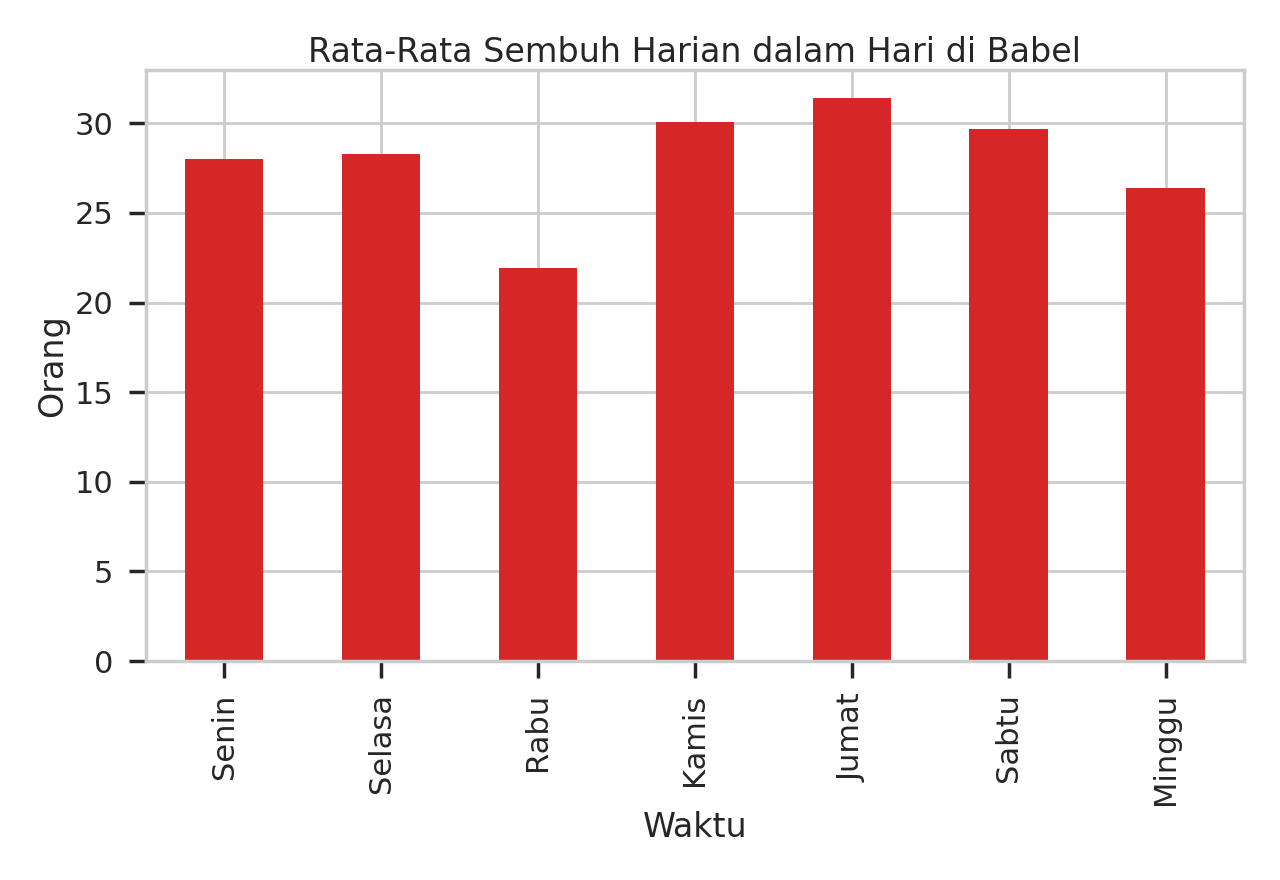 Rata-Rata Sembuh Harian dalam Hari di Babel
Orang
30
25
20
15
10
5
0
Senin
Selasa
Rabu
Kamis
Jumat
Sabtu
Minggu
Waktu